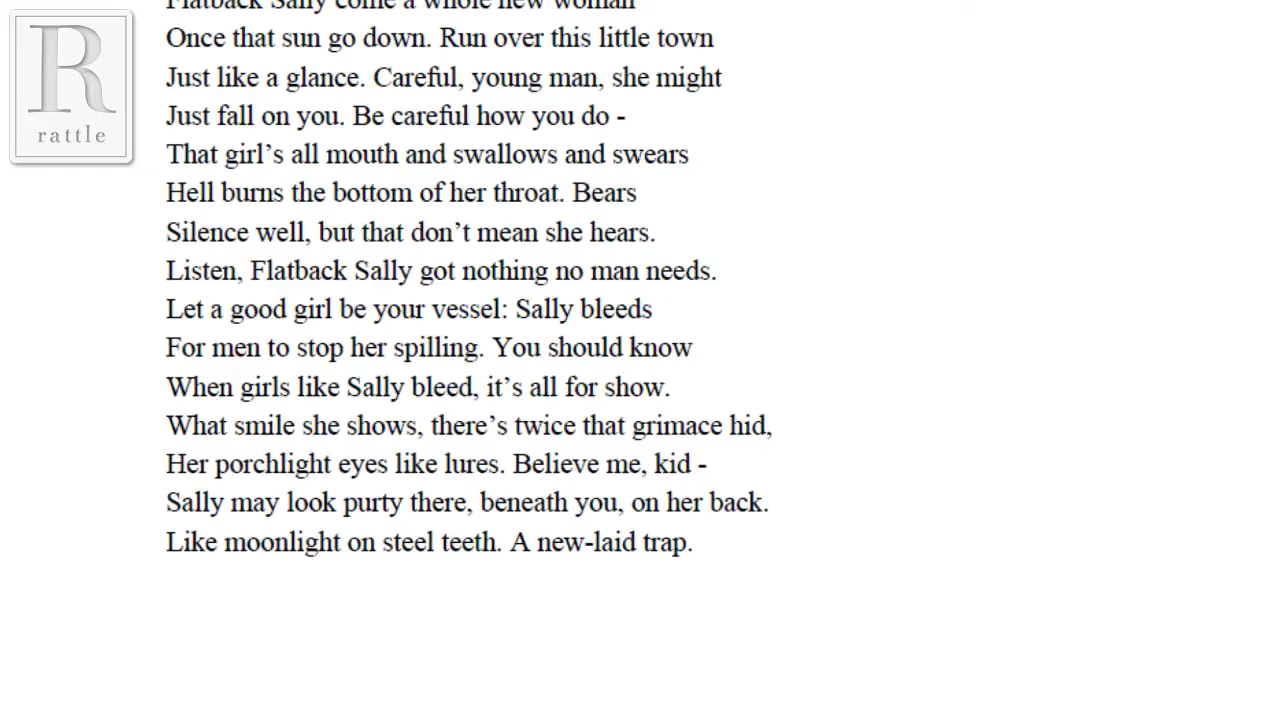 R
rattle
Flatback Sally come a whole new woman
Once that sun go down. Run over this little town
Just like a glance. Careful, young man, she might
Just fall on you. Be careful how you do -
That girl’s all mouth and swallows and swears
Hell burns the bottom of her throat. Bears
Silence well, but that don’t mean she hears.
Listen, Flatback Sally got nothing no man needs.
Let a good girl be your vessel: Sally bleeds
For men to stop her spilling. You should know
When girls like Sally bleed, it’s all for show.
What smile she shows, there’s twice that grimace hid,
Her porchlight eyes like lures. Believe me, kid -
Sally may look purty there, beneath you, on her back.
Like moonlight on steel teeth. A new-laid trap.